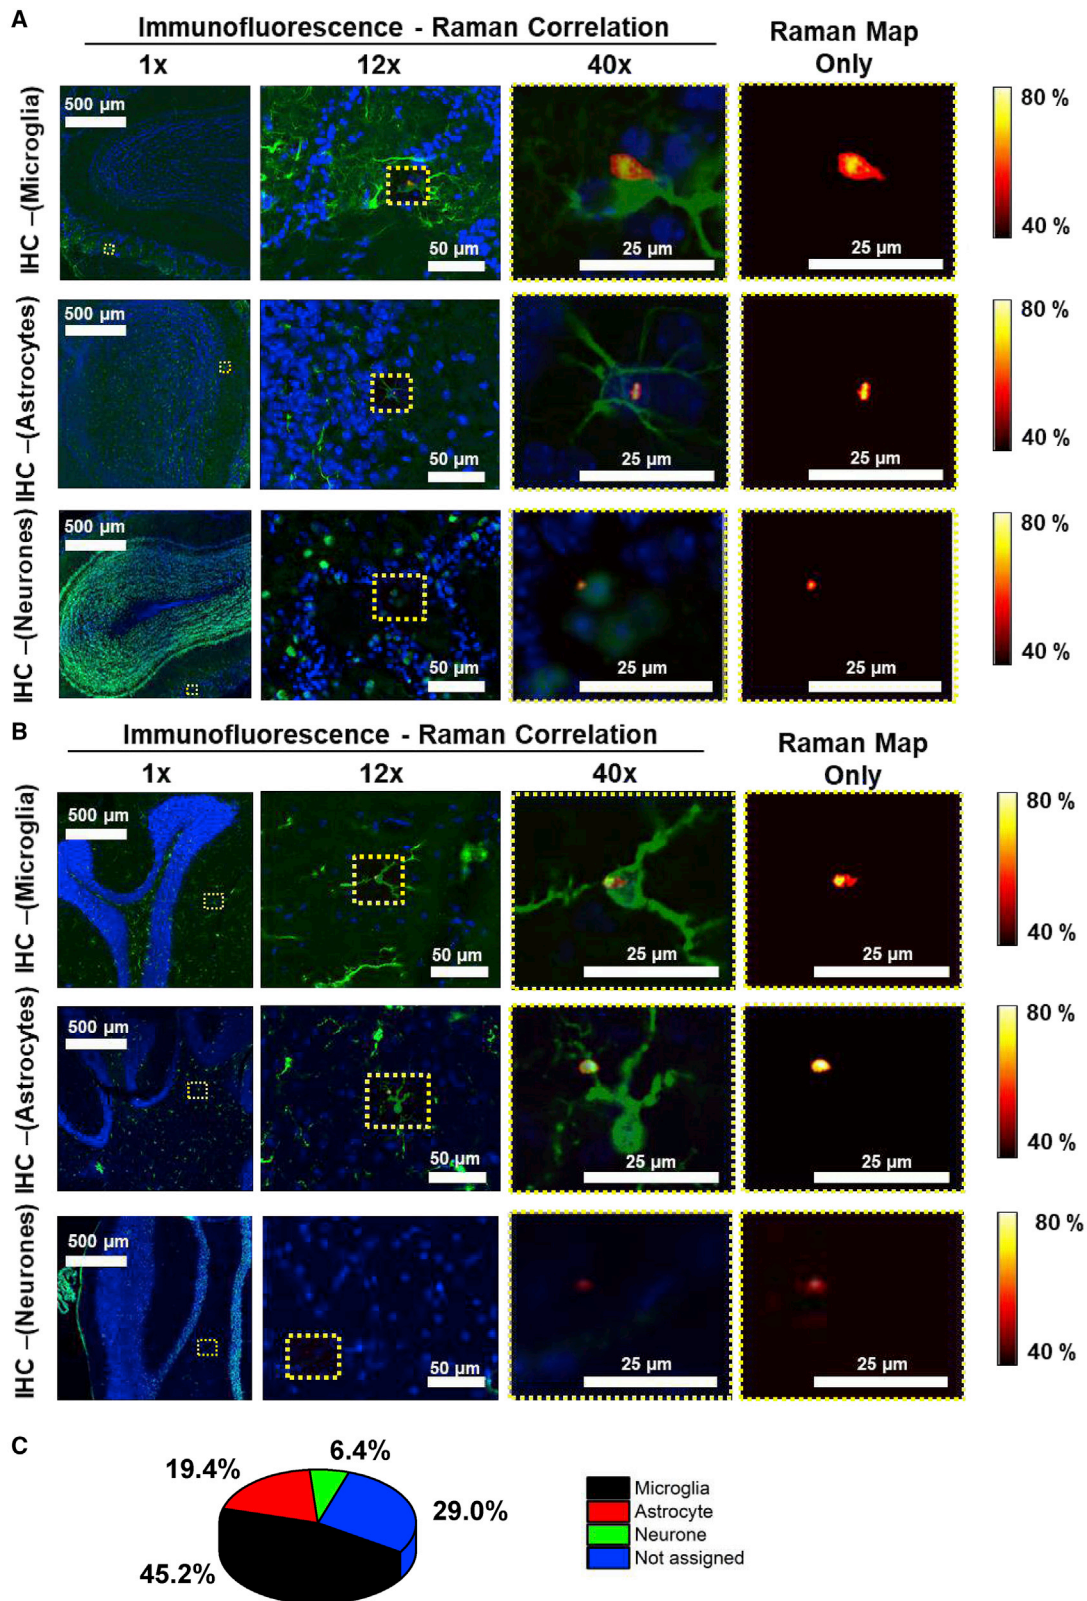 A
Immunofluorescence - Raman Correlation
Raman Map
Only
1x
12x
40x
IHC –(Microglia)
500 µm
50 µm
25 µm
25 µm
80 %
40 %
IHC –(Astrocytes)
500 µm
50 µm
25 µm
25 µm
80 %
40 %
IHC –(Neurones)
500 µm
50 µm
25 µm
25 µm
80 %
40 %
B
Immunofluorescence - Raman Correlation
Raman Map
Only
1x
12x
40x
IHC –(Microglia)
500 µm
50 µm
25 µm
25 µm
80 %
40 %
IHC –(Astrocytes)
500 µm
50 µm
25 µm
25 µm
80 %
40 %
IHC –(Neurones)
500 µm
50 µm
25 µm
25 µm
80 %
40 %
C
6.4%
19.4%
29.0%
45.2%
Microglia
Astrocyte
Neurone
Not assigned